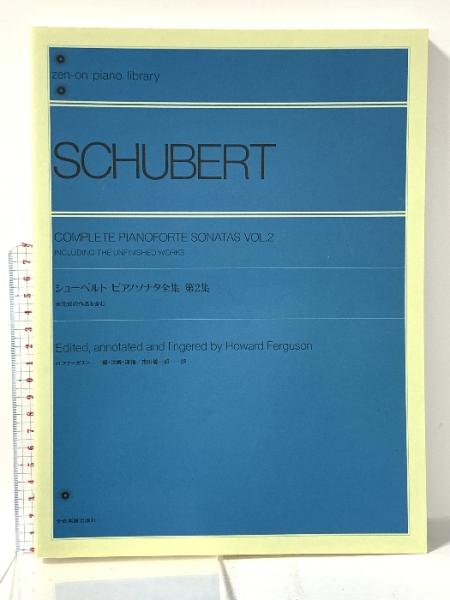 zen-on piano library
SCHUBERT
COMPLETE PIANOFORTE SONATAS VOL.2
INCLUDING THE UNFINISHED WORKS
シューベルト ピアノソナタ全集 第2集
未完成の作品を含む
Edited, annotated and fingered by Howard Ferguson
全音楽譜出版社